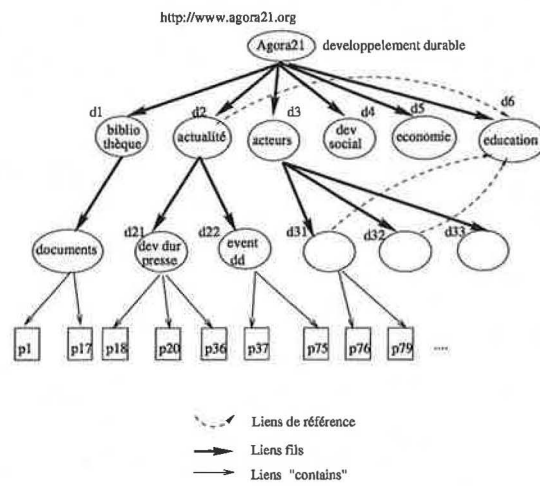 http://www.agora21.org
Agora21 developpelement durable
d1 d2 d3 d4 d5 d6
biblio
thèque
actualité
acteurs
dev
social
economie
education
documents
d21
dev dur
presse
d22
event
dd
d31
d32
d33
p1 p17 p18 p20 p36 p37 p75 p76 p79 ....
Liens de référence
Liens fils
Liens "contains"